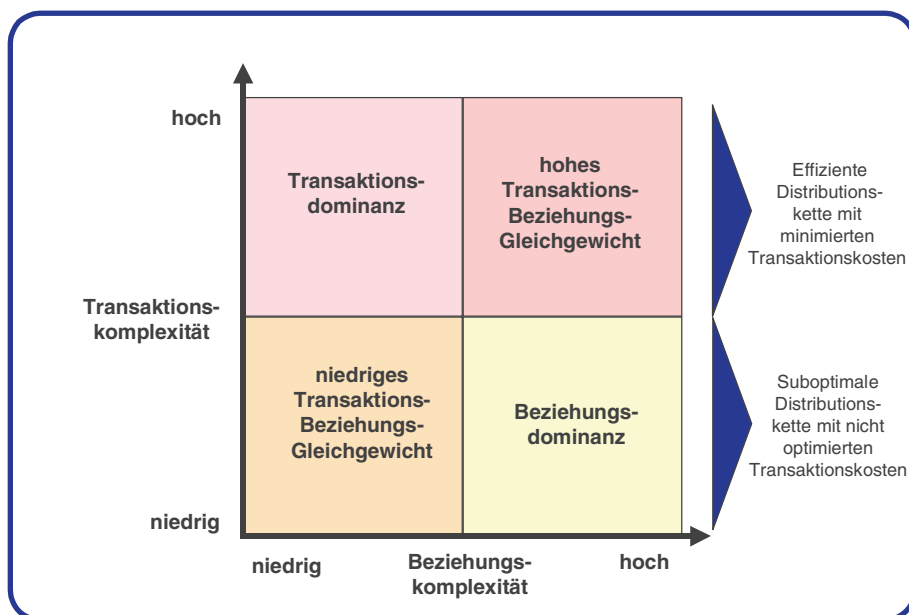 hoch
Transaktions-
dominanz
hohes
Transaktions-
Beziehungs-
Gleichgewicht
Effiziente
Distributions-
kette mit
minimierten
Transaktionskosten
Transaktions-
komplexität
niedriges
Transaktions-
Beziehungs-
Gleichgewicht
Beziehungs-
dominanz
Suboptimale
Distributions-
kette mit nicht
optimierten
Transaktionskosten
niedrig
niedrig
Beziehungs-
komplexität
hoch